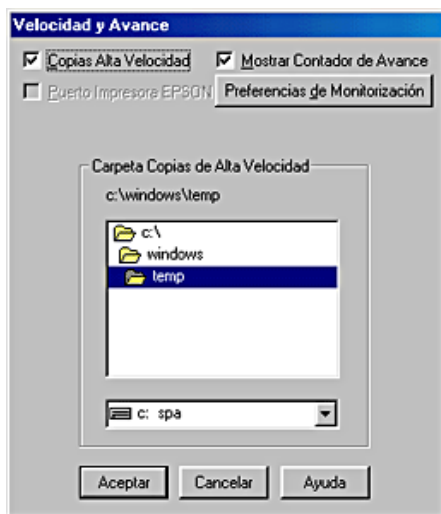 Velocidad y Avance
Copias Alta Velocidad Mostrar Contador de Avance
Puerto Impresora EPSON Preferencias de Monitorización
Carpeta Copias de Alta Velocidad
c:\windows\temp
c:\
windows
temp
c: spa
Aceptar Cancelar Ayuda